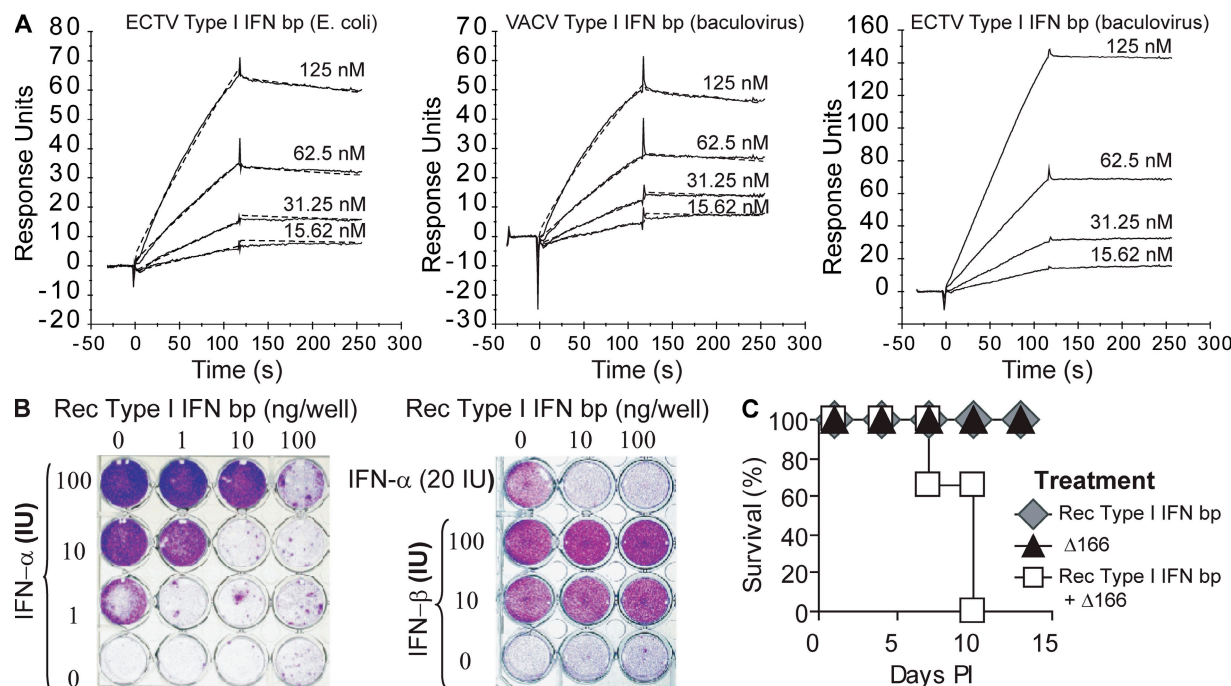 A
ECTV Type I IFN bp (E. coli)
80
70
60
50
40
30
20
10
0
-10
-20
Response Units
125 nM
62.5 nM
31.25 nM
15.62 nM
-50 0 50 100 150 200 250 300
Time (s)
VACV Type I IFN bp (baculovirus)
80
70
60
50
40
30
20
10
0
-10
-20
-30
Response Units
125 nM
62.5 nM
31.25 nM
15.62 nM
-50 0 50 100 150 200 250 300
Time (s)
ECTV Type I IFN bp (baculovirus)
160
140
120
100
80
60
40
20
0
Response Units
125 nM
62.5 nM
31.25 nM
15.62 nM
-50 0 50 100 150 200 250 300
Time (s)
B
Rec Type I IFN bp (ng/well)
0 1 10 100
IFN-α (IU)
100
10
1
0
Rec Type I IFN bp (ng/well)
0 10 100
IFN-α (20 IU)
IFN-β (IU)
100
10
0
C
Survival (%)
100
80
60
40
20
0
0 5 10 15
Days PI
Treatment
Rec Type I IFN bp
Δ166
Rec Type I IFN bp
+ Δ166